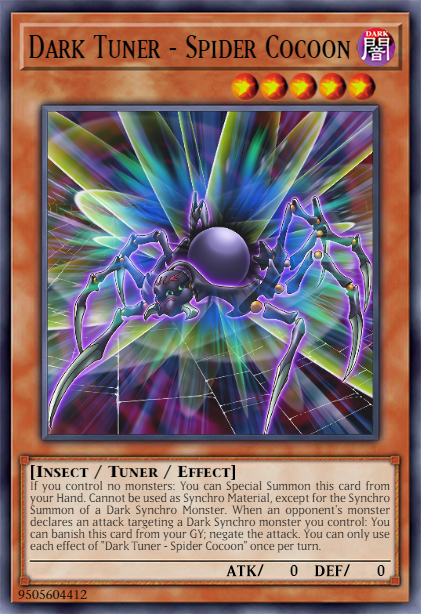 Dark Tuner - Spider Cocoon
DARK
闇
[Insect / Tuner / Effect]
If you control no monsters: You can Special Summon this card from
your Hand. Cannot be used as Synchro Material, except for the Synchro
Summon of a Dark Synchro Monster. When an opponent's monster
declares an attack targeting a Dark Synchro monster you control: You
can banish this card from your GY; negate the attack. You can only use
each effect of "Dark Tuner - Spider Cocoon" once per turn.
ATK/ 0 DEF/ 0
9505604412